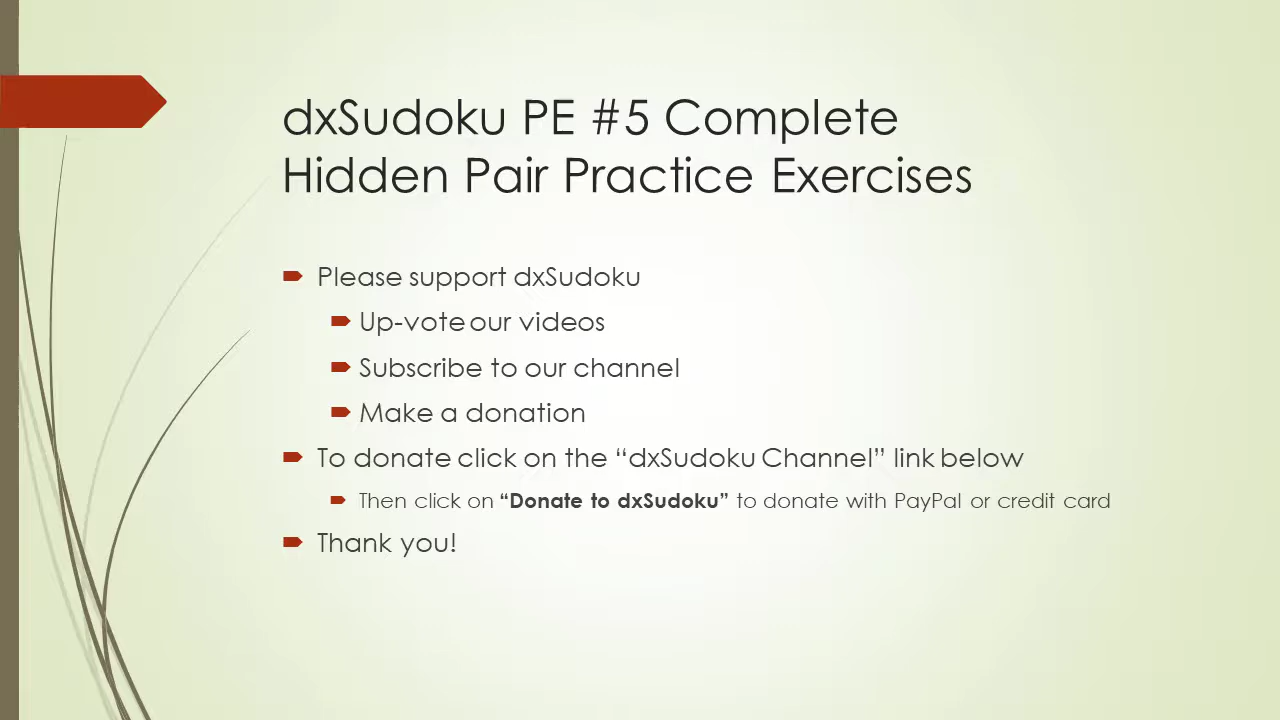 dxSudoku PE #5 Complete
Hidden Pair Practice Exercises
Please support dxSudoku
Up-vote our videos
Subscribe to our channel
Make a donation
To donate click on the “dxSudoku Channel” link below
Then click on “Donate to dxSudoku” to donate with PayPal or credit card
Thank you!